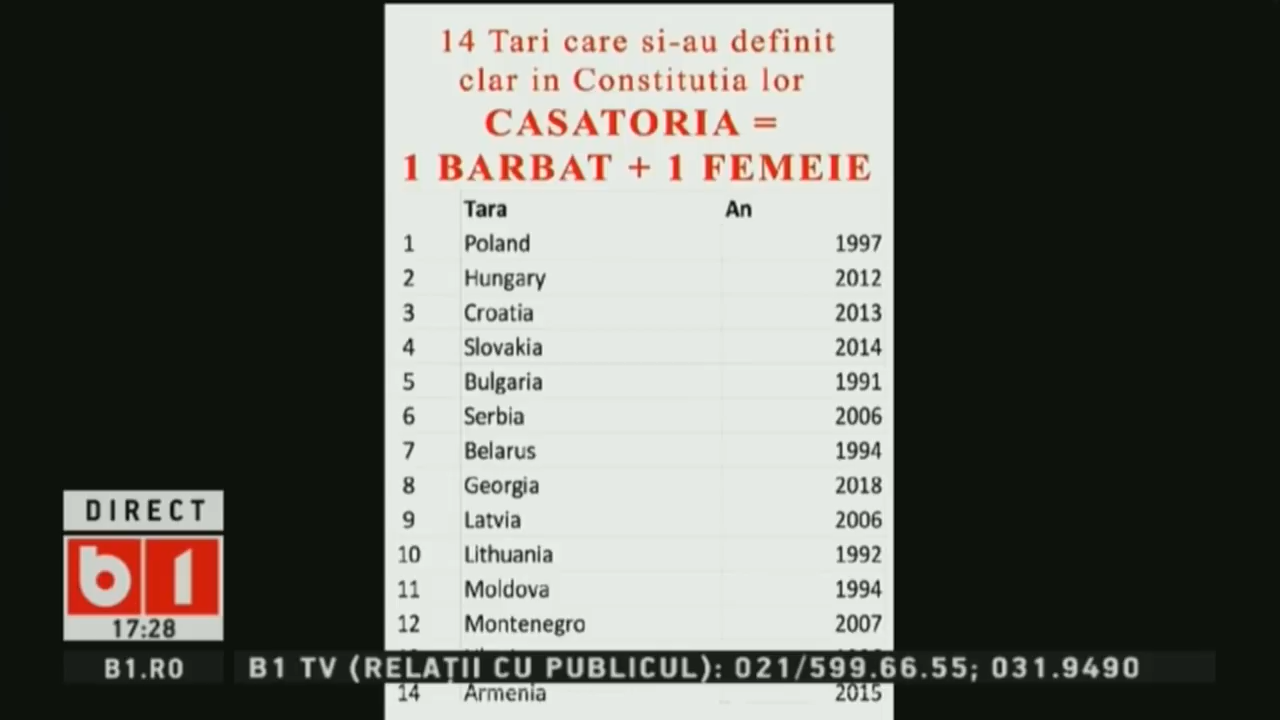 14 Tari care si-au definit
clar in Constitutia lor
CASATORIA =
1 BARBAT + 1 FEMEIE
Tara An
1 Poland 1997
2 Hungary 2012
3 Croatia 2013
4 Slovakia 2014
5 Bulgaria 1991
6 Serbia 2006
7 Belarus 1994
8 Georgia 2018
9 Latvia 2006
10 Lithuania 1992
11 Moldova 1994
12 Montenegro 2007
14 Armenia 2015
DIRECT
b1
17:28
B1.RO
B1 TV (RELAȚII CU PUBLICUL): 021/599.66.55; 031.9490